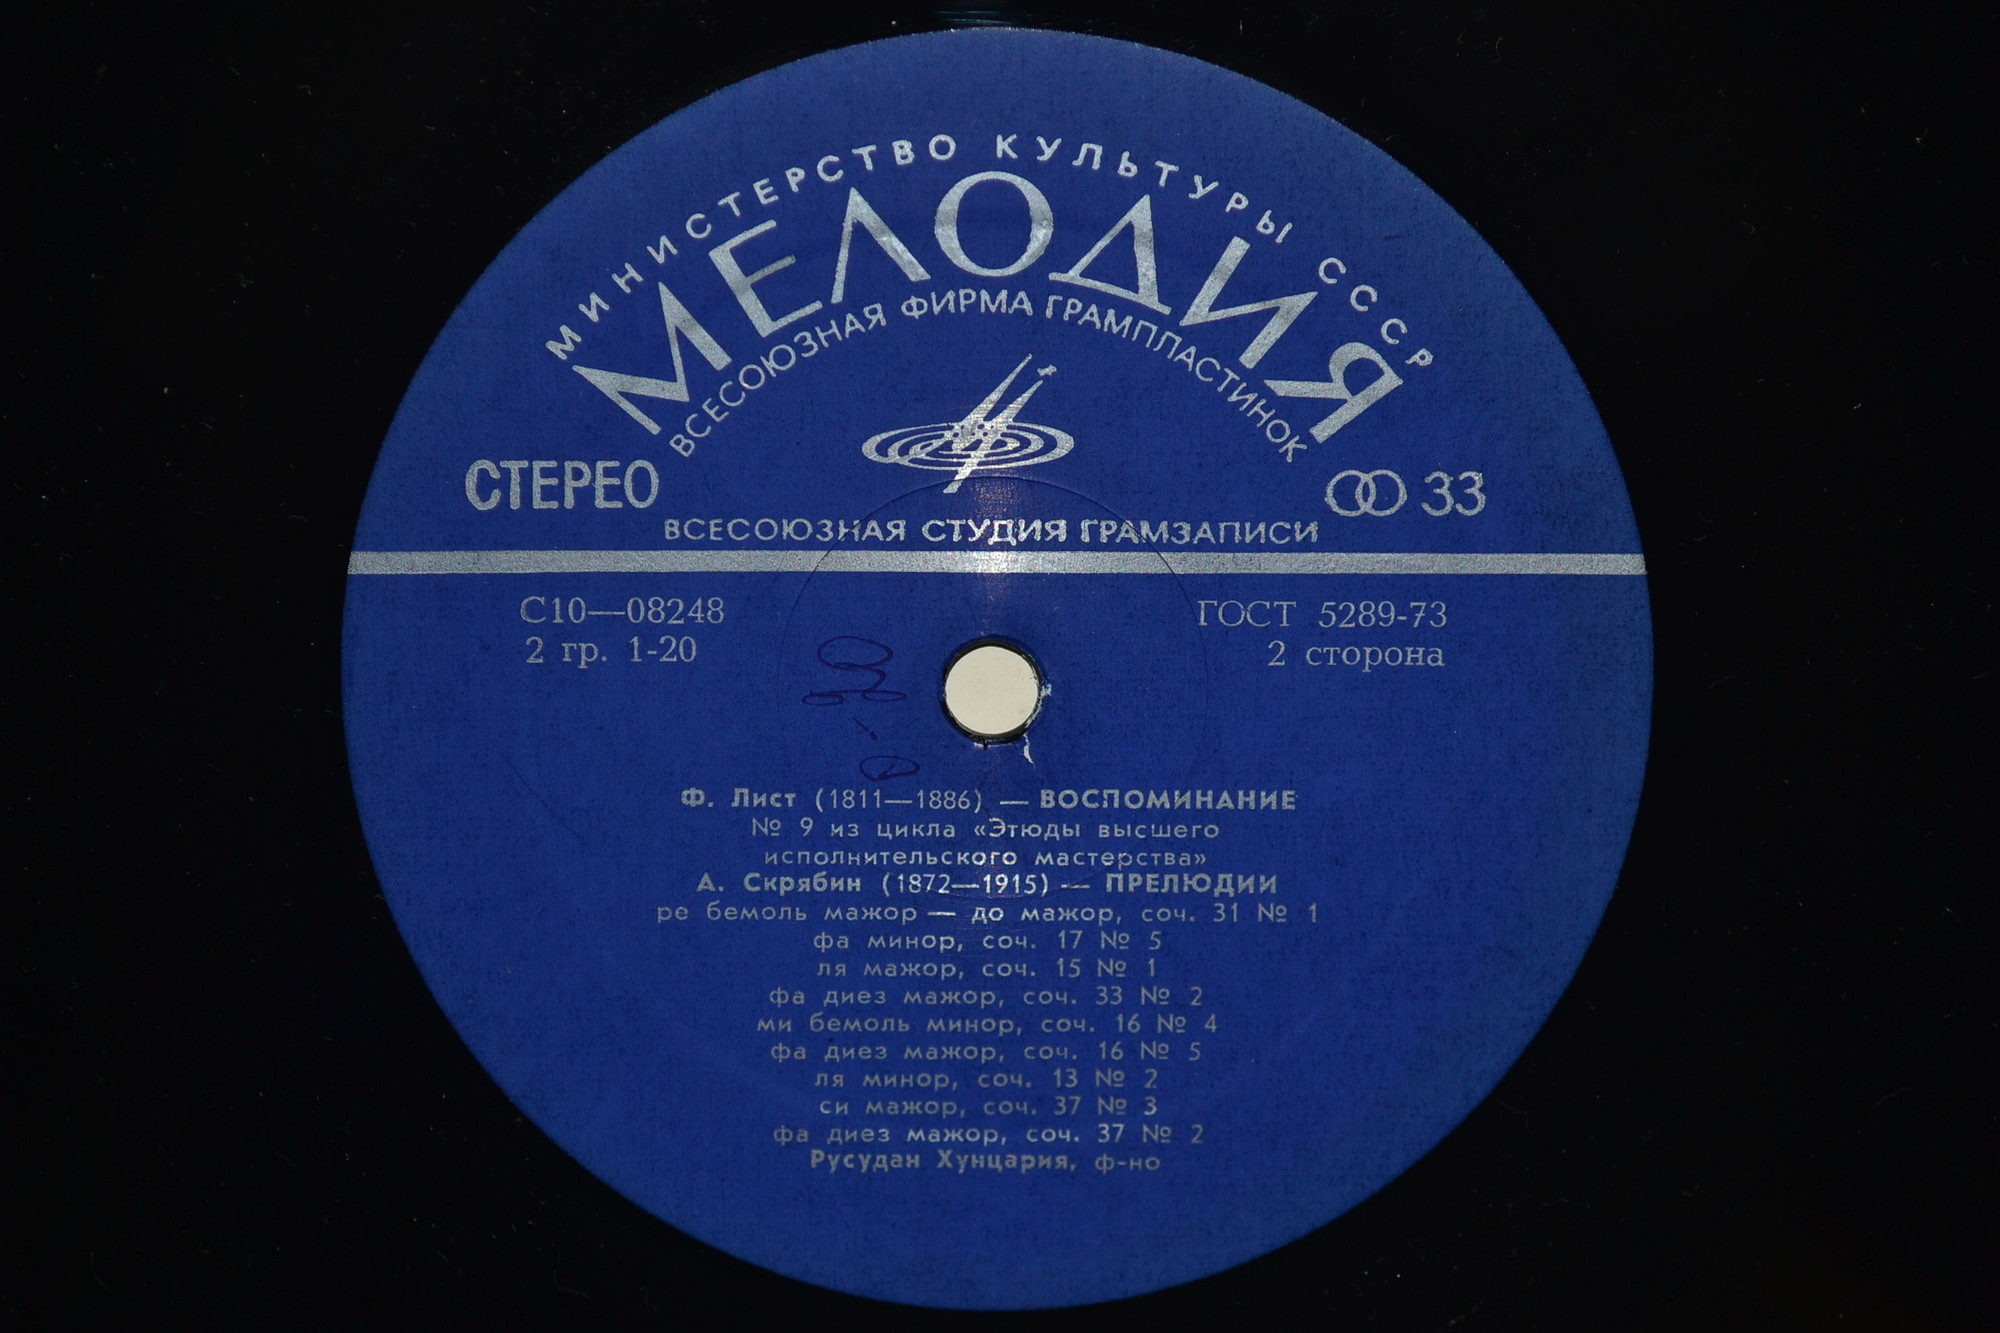 МИНИСТЕРСТВО КУЛЬТУРЫ СССР
МЕЛОДИЯ
ВСЕСОЮЗНАЯ ФИРМА ГРАМПЛАСТИНОК
СТЕРЕО
33
ВСЕСОЮЗНАЯ СТУДИЯ ГРАМЗАПИСИ
С10—08248
ГОСТ 5289-73
2 гр. 1-20
2 сторона
Ф. Лист (1811—1886) — ВОСПОМИНАНИЕ
№ 9 из цикла «Этюды высшего
исполнительского мастерства»
А. Скрябин (1872—1915) — ПРЕЛЮДИИ
ре бемоль мажор — до мажор, соч. 31 № 1
фа минор, соч. 17 № 5
ля мажор, соч. 15 № 1
фа диез мажор, соч. 33 № 2
ми бемоль минор, соч. 16 № 4
фа диез мажор, соч. 16 № 5
ля минор, соч. 13 № 2
си мажор, соч. 37 № 3
фа диез мажор, соч. 37 № 2
Русудан Хунцария, ф-но